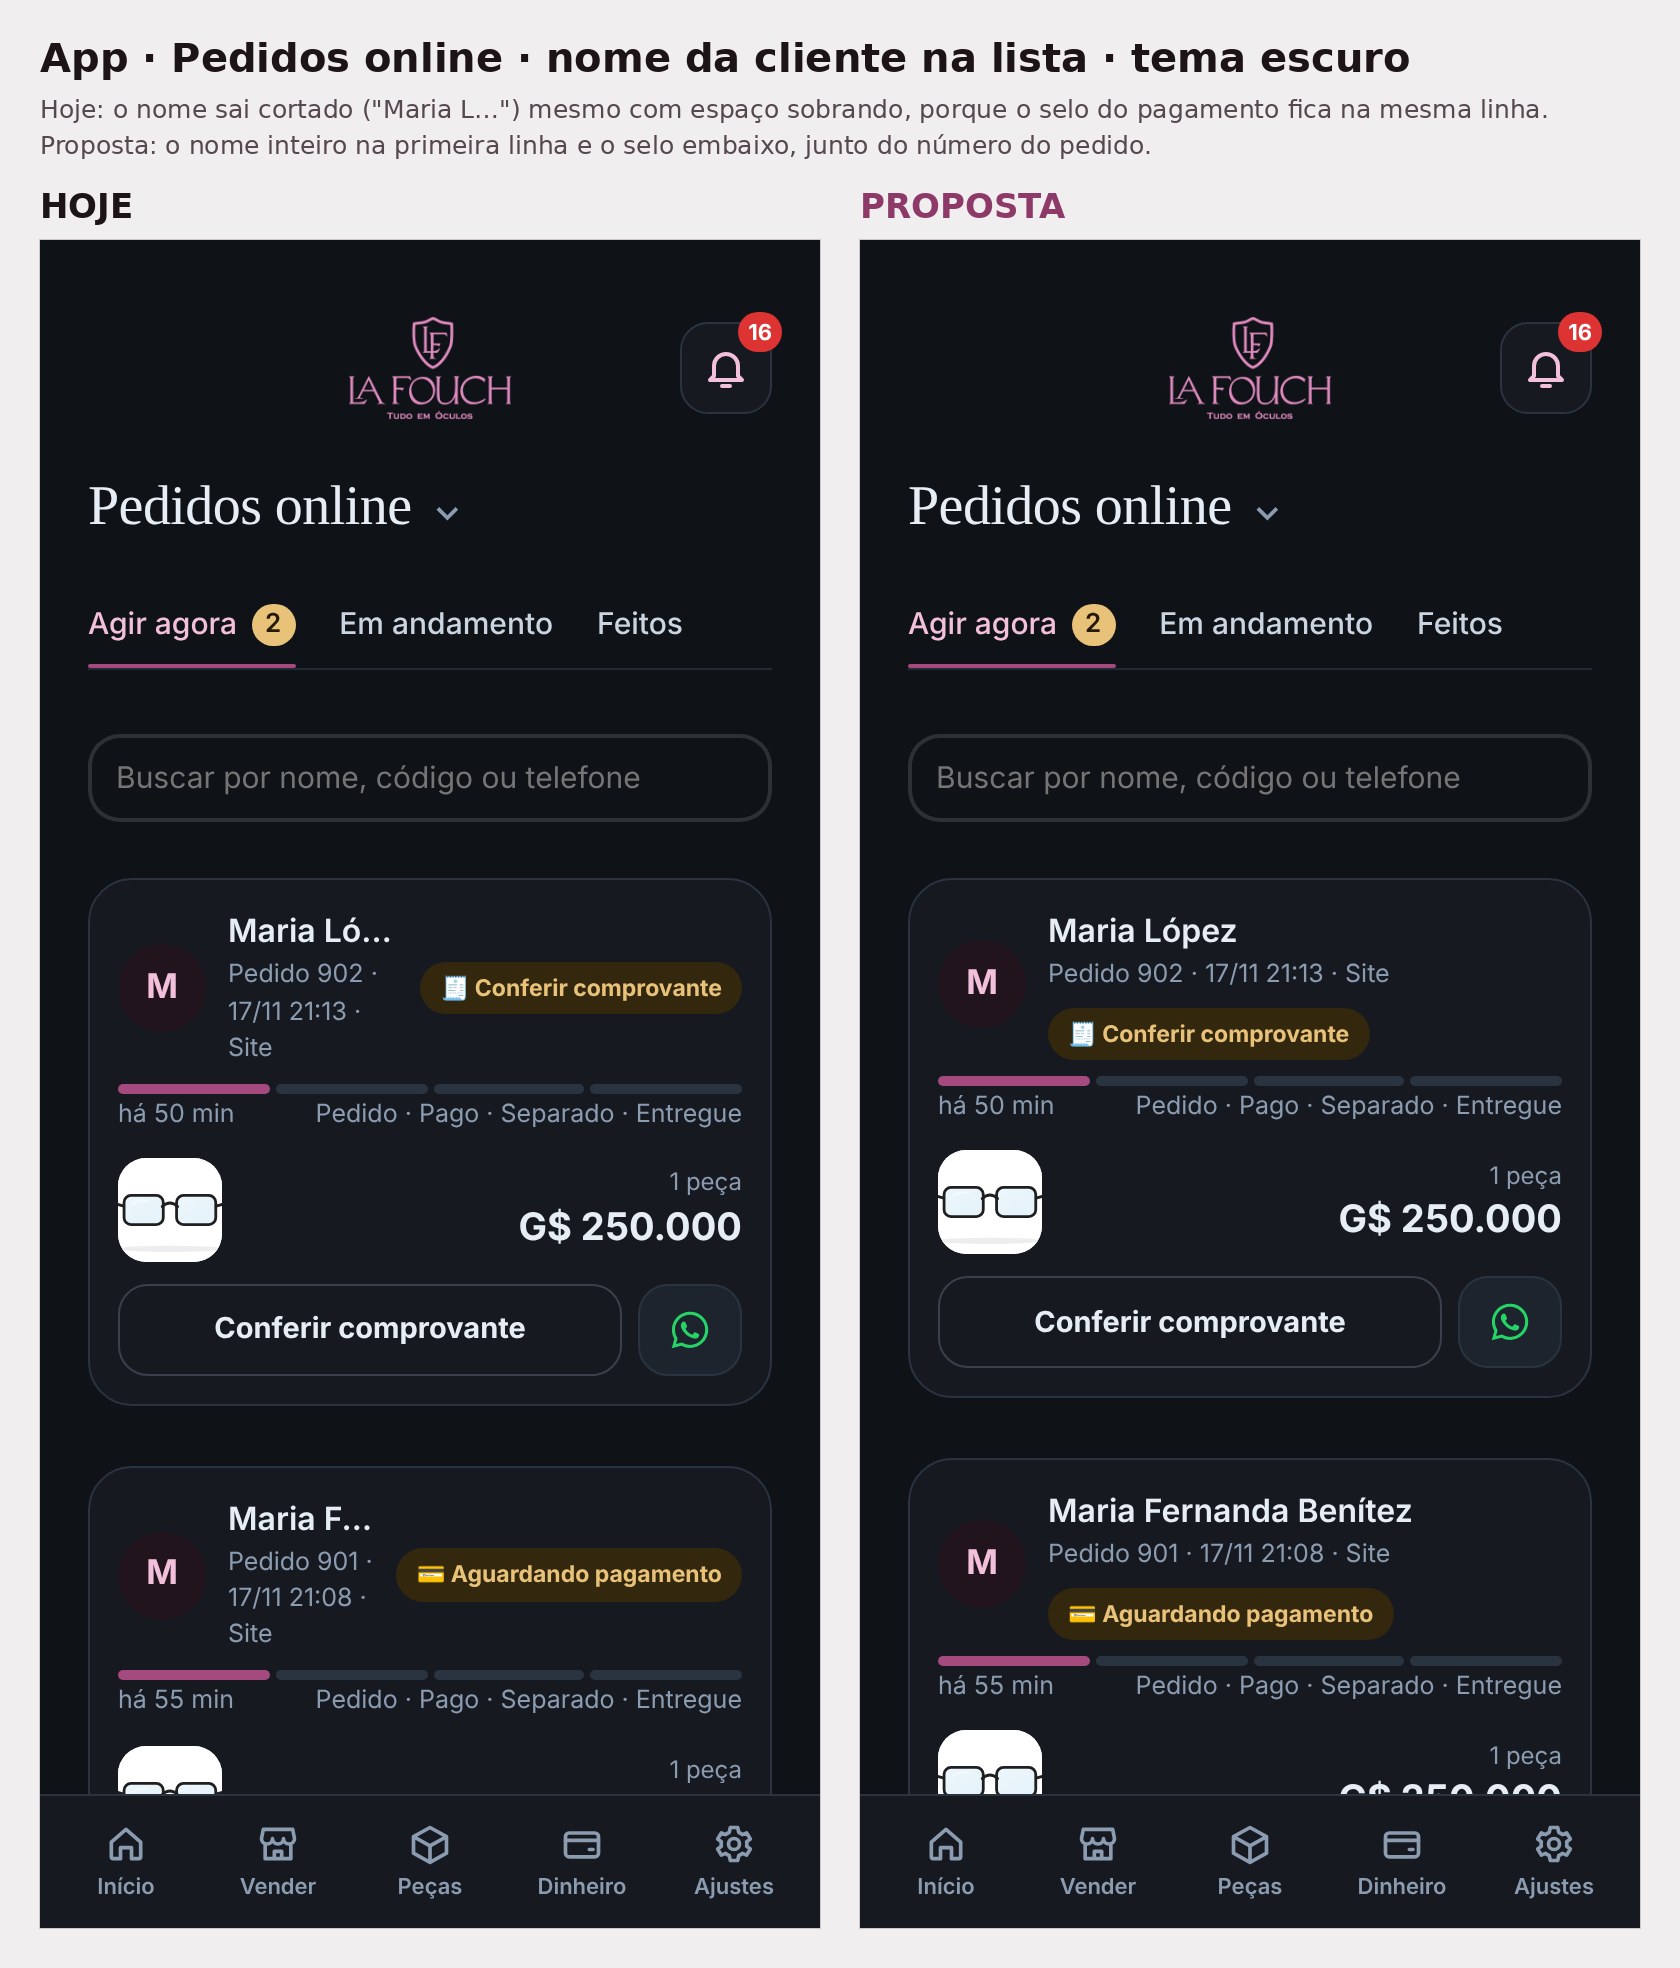 App · Pedidos online · nome da cliente na lista · tema escuro
Hoje: o nome sai cortado ("Maria L...") mesmo com espaço sobrando, porque o selo do pagamento fica na mesma linha.
Proposta: o nome inteiro na primeira linha e o selo embaixo, junto do número do pedido.
HOJE
LF
LA FOUCH
TUDO EM ÓCULOS
16
Pedidos online
Agir agora 2 Em andamento Feitos
Buscar por nome, código ou telefone
M
Maria Ló...
Pedido 902 ·
17/11 21:13 ·
Site
🧾 Conferir comprovante
há 50 min Pedido · Pago · Separado · Entregue
1 peça
G$ 250.000
Conferir comprovante
M
Maria F...
Pedido 901 ·
17/11 21:08 ·
Site
💳 Aguardando pagamento
há 55 min Pedido · Pago · Separado · Entregue
1 peça
Início Vender Peças Dinheiro Ajustes
PROPOSTA
LF
LA FOUCH
TUDO EM ÓCULOS
16
Pedidos online
Agir agora 2 Em andamento Feitos
Buscar por nome, código ou telefone
M
Maria López
Pedido 902 · 17/11 21:13 · Site
🧾 Conferir comprovante
há 50 min Pedido · Pago · Separado · Entregue
1 peça
G$ 250.000
Conferir comprovante
M
Maria Fernanda Benítez
Pedido 901 · 17/11 21:08 · Site
💳 Aguardando pagamento
há 55 min Pedido · Pago · Separado · Entregue
1 peça
Início Vender Peças Dinheiro Ajustes